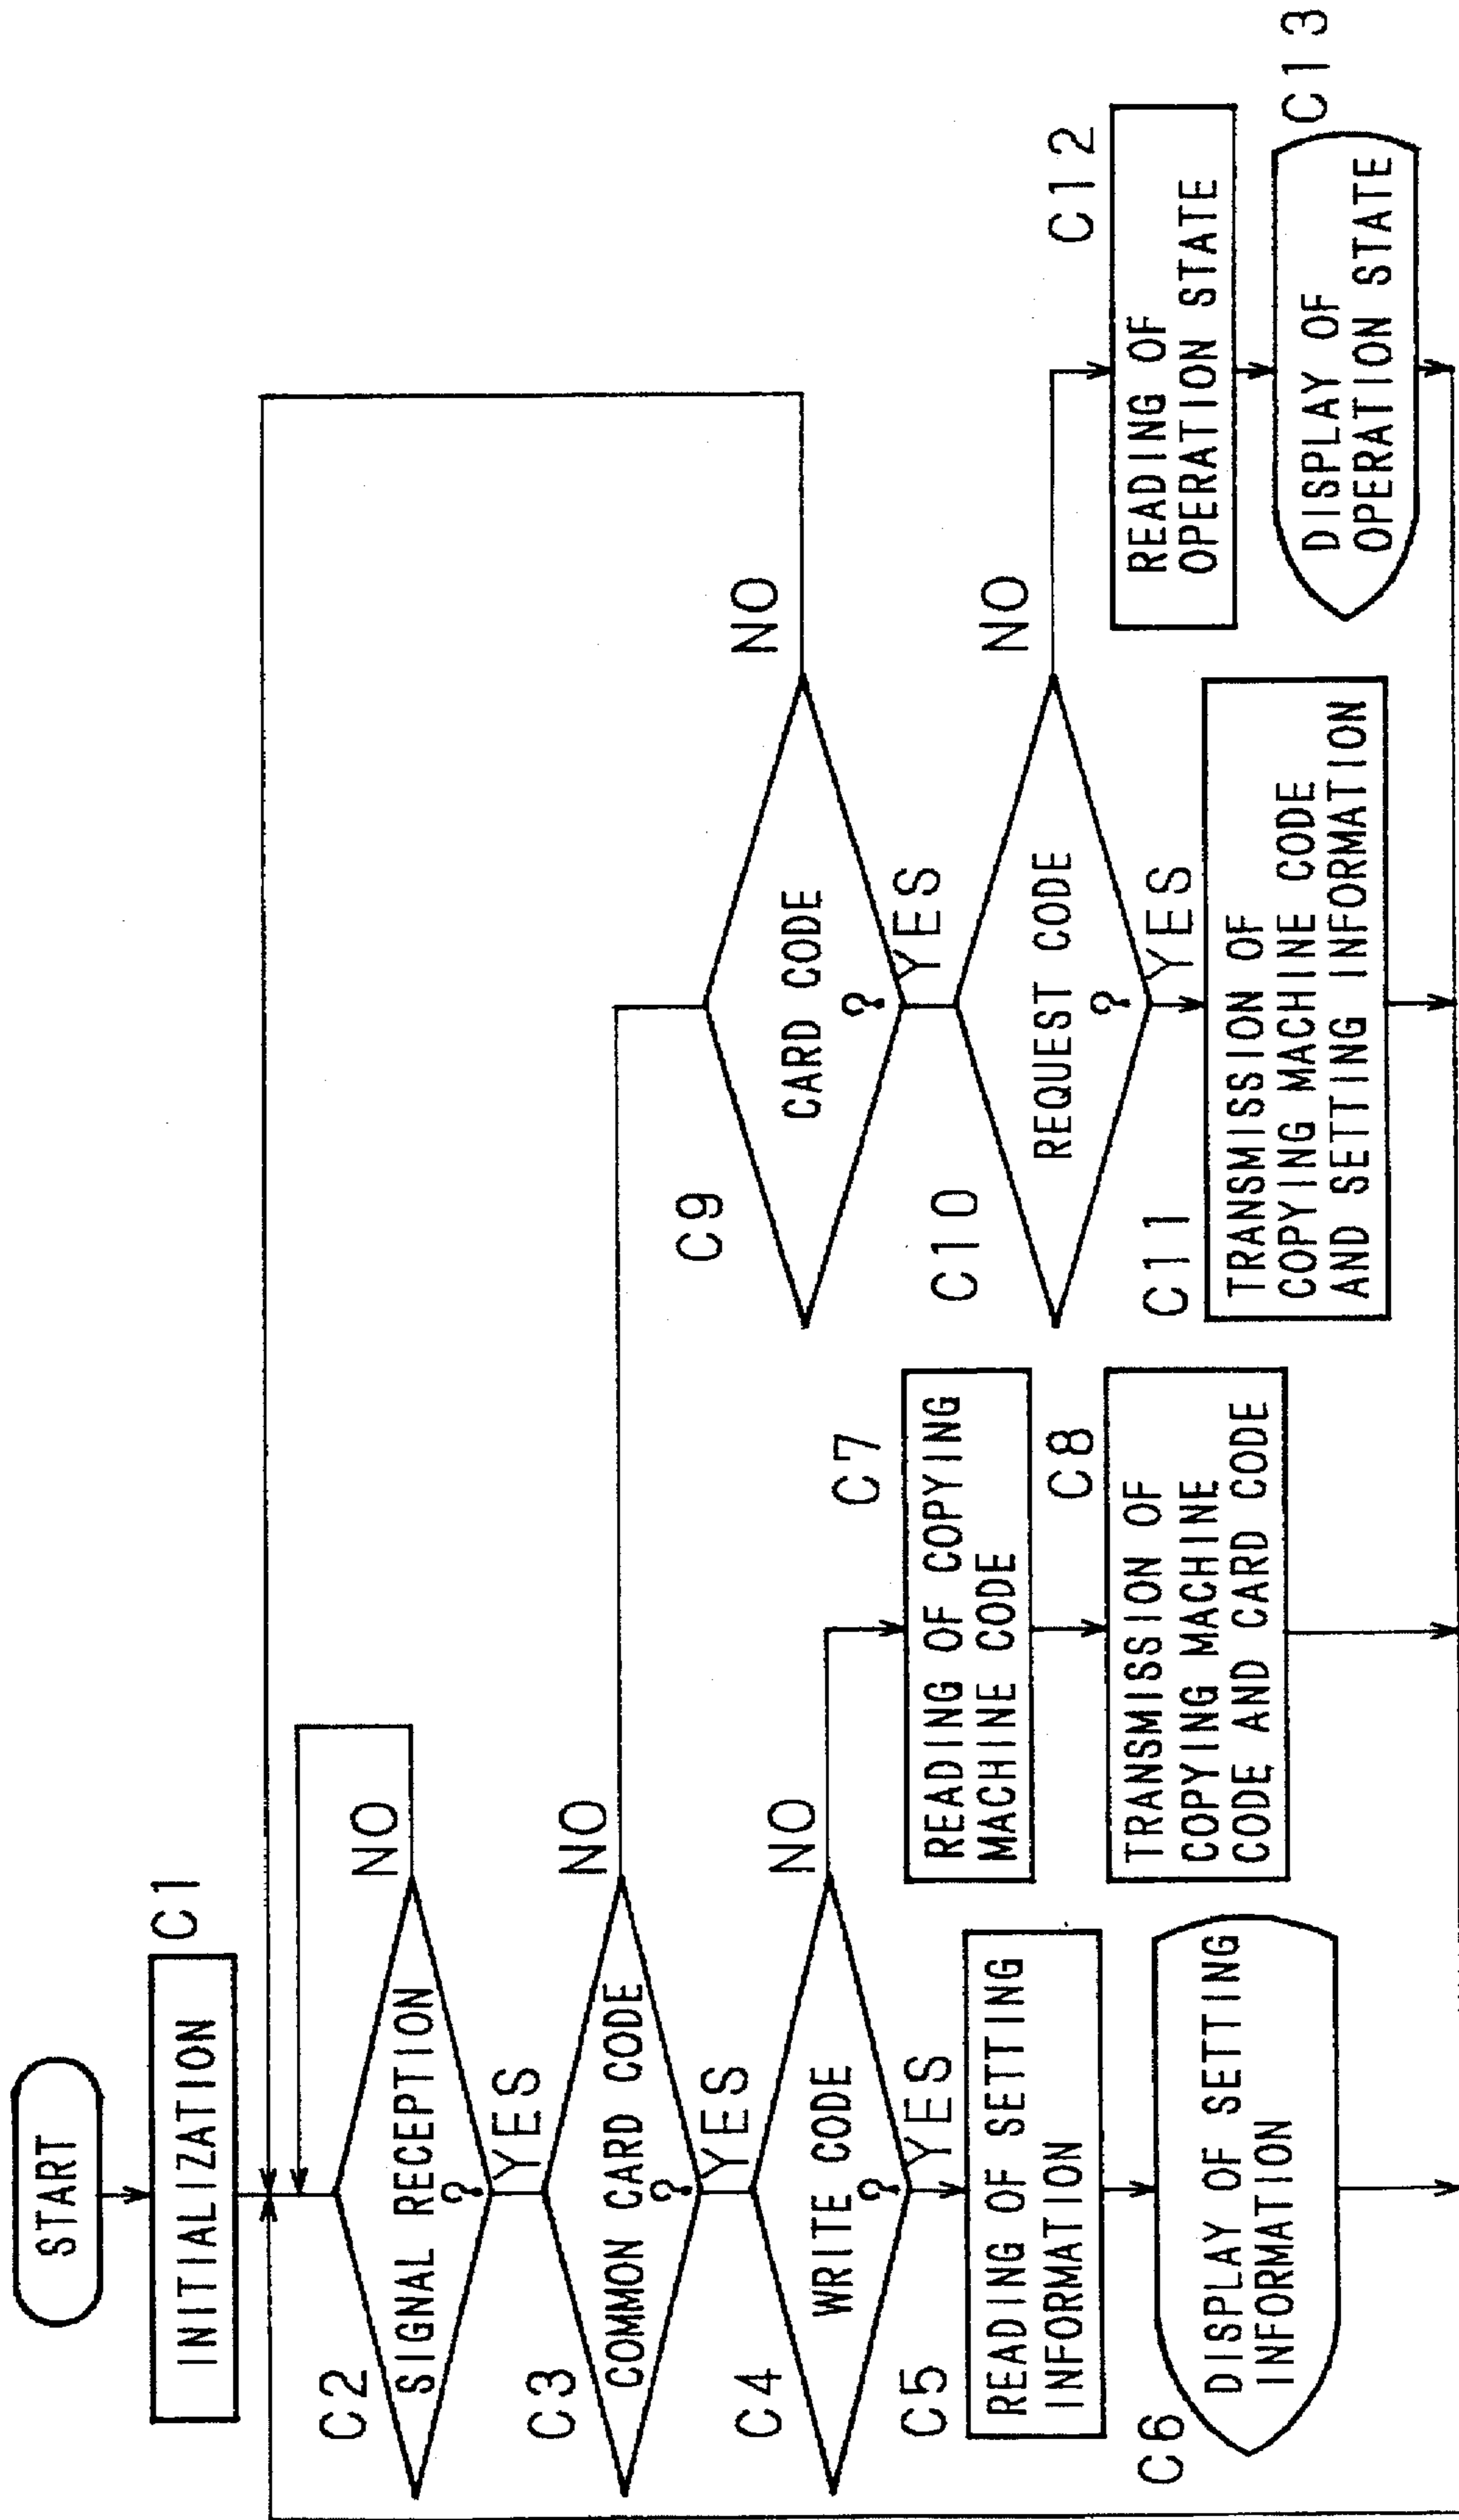 START
INITIALIZATION
C1
C2
SIGNAL RECEPTION
?
NO
YES
C3
COMMON CARD CODE
?
NO
YES
C4
WRITE CODE
?
NO
YES
C5
READING OF SETTING
INFORMATION
C6
DISPLAY OF SETTING
INFORMATION
C7
READING OF COPYING
MACHINE CODE
C8
TRANSMISSION OF
COPYING MACHINE
CODE AND CARD CODE
C9
CARD CODE
?
NO
YES
C10
REQUEST CODE
?
NO
YES
C11
TRANSMISSION OF
COPYING MACHINE CODE
AND SETTING INFORMATION
C12
READING OF
OPERATION STATE
C13
DISPLAY OF
OPERATION STATE